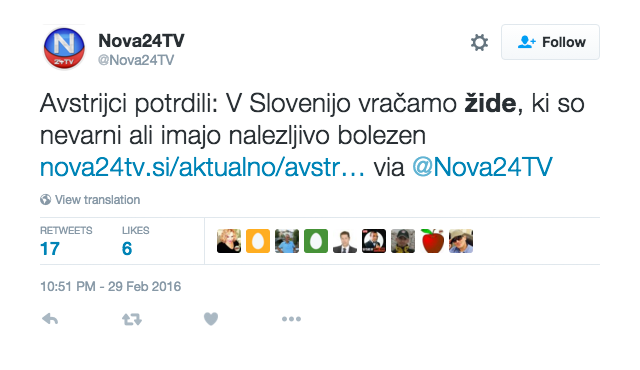 Nova24TV
@Nova24TV
Follow
Avstrijci potrdili: V Slovenijo vračamo žide, ki so
nevarni ali imajo nalezljivo bolezen
nova24tv.si/aktualno/avstr… via @Nova24TV
View translation
RETWEETS LIKES
17 6
10:51 PM - 29 Feb 2016
N
24TV